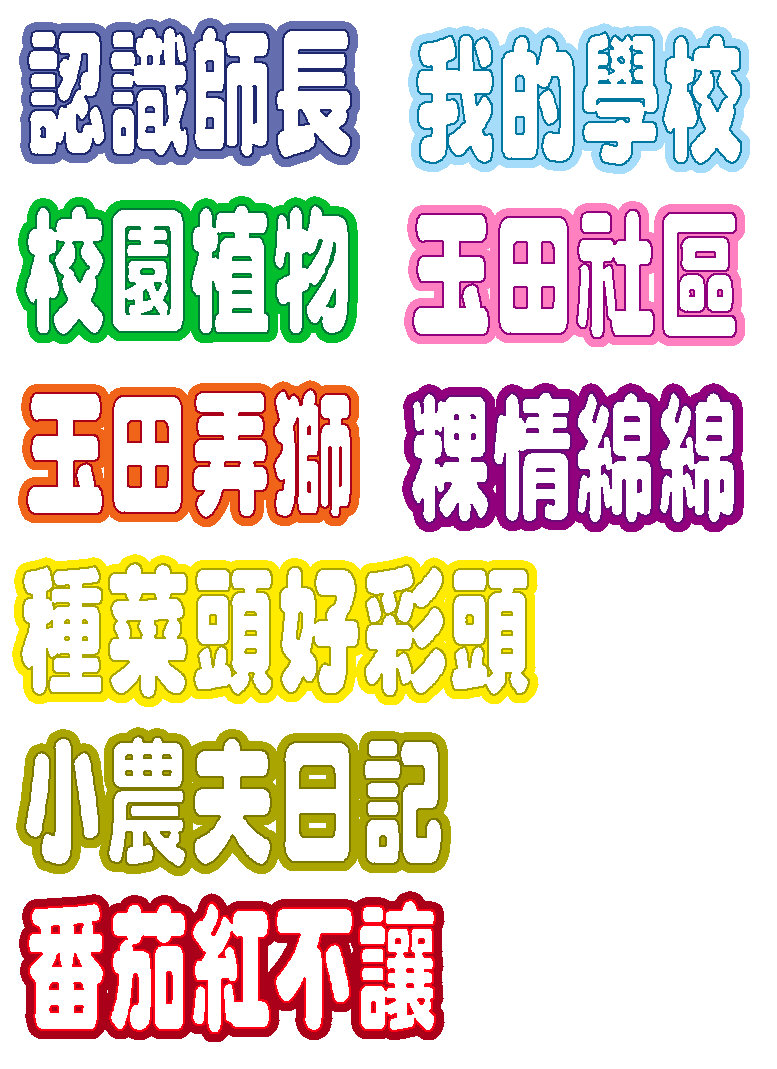 認識師長
我的學校
校園植物
玉田社區
玉田弄獅
粿情綿綿
種菜頭好彩頭
小農夫日記
番茄紅不讓